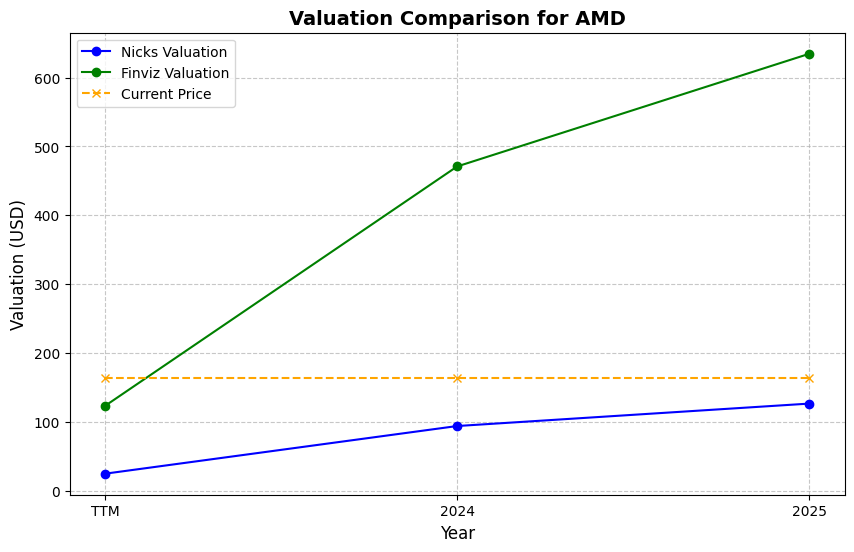 Valuation Comparison for AMD
Nicks Valuation
Finviz Valuation
Current Price
Valuation (USD)
600
500
400
300
200
100
0
TTM
2024
2025
Year